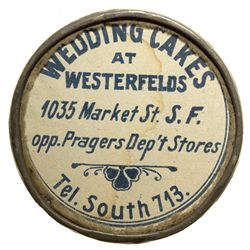 WEDDING CAKES
AT
WESTERFELDS
1035 Market St. S. F.
opp. Pragers Dep't Stores
Tel. South 713.